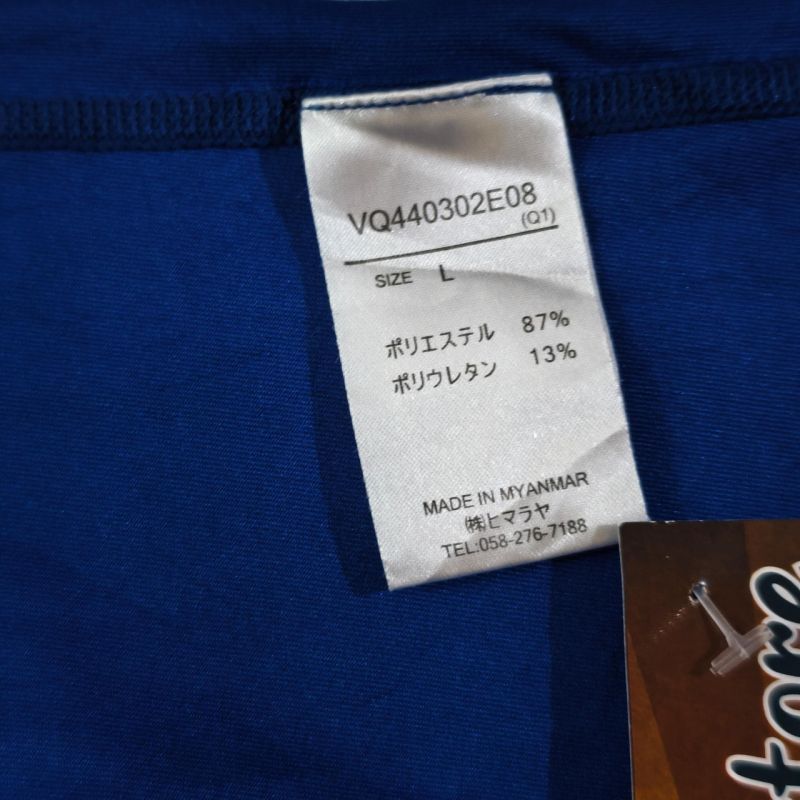 VQ440302E08
(Q1)
SIZE L
ポリエステル 87%
ポリウレタン 13%
MADE IN MYANMAR
㈱ヒマラヤ
TEL:058-276-7188
tore